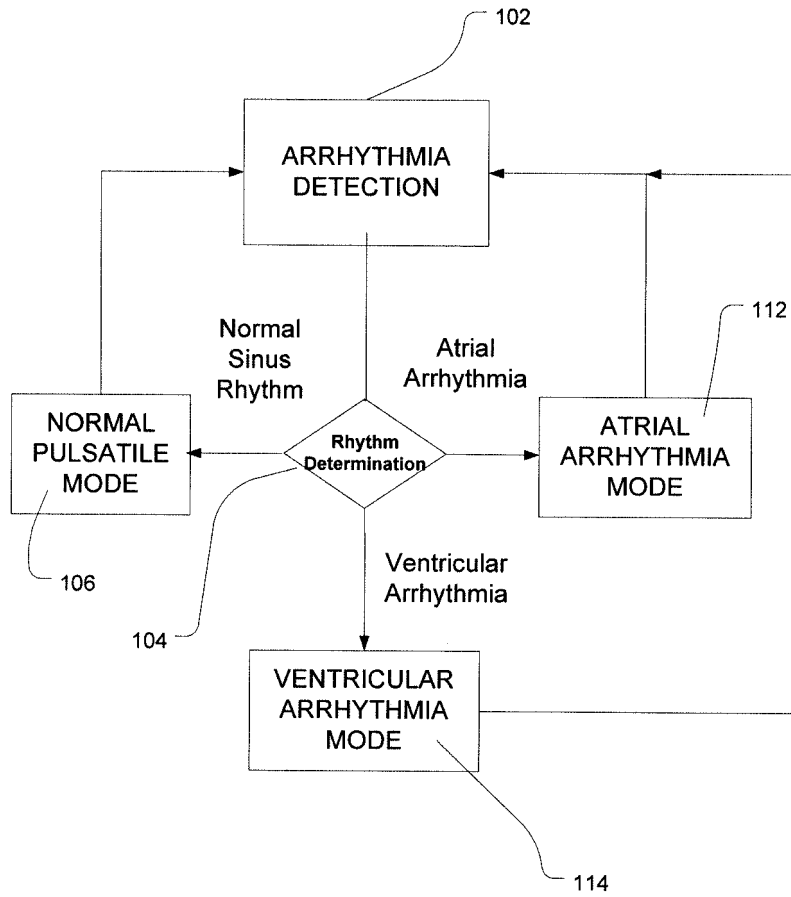 102
ARRHYTHMIA
DETECTION
112
Normal
Sinus
Rhythm
Atrial
Arrhythmia
NORMAL
PULSATILE
MODE
Rhythm
Determination
ATRIAL
ARRHYTHMIA
MODE
106
104
Ventricular
Arrhythmia
VENTRICULAR
ARRHYTHMIA
MODE
114